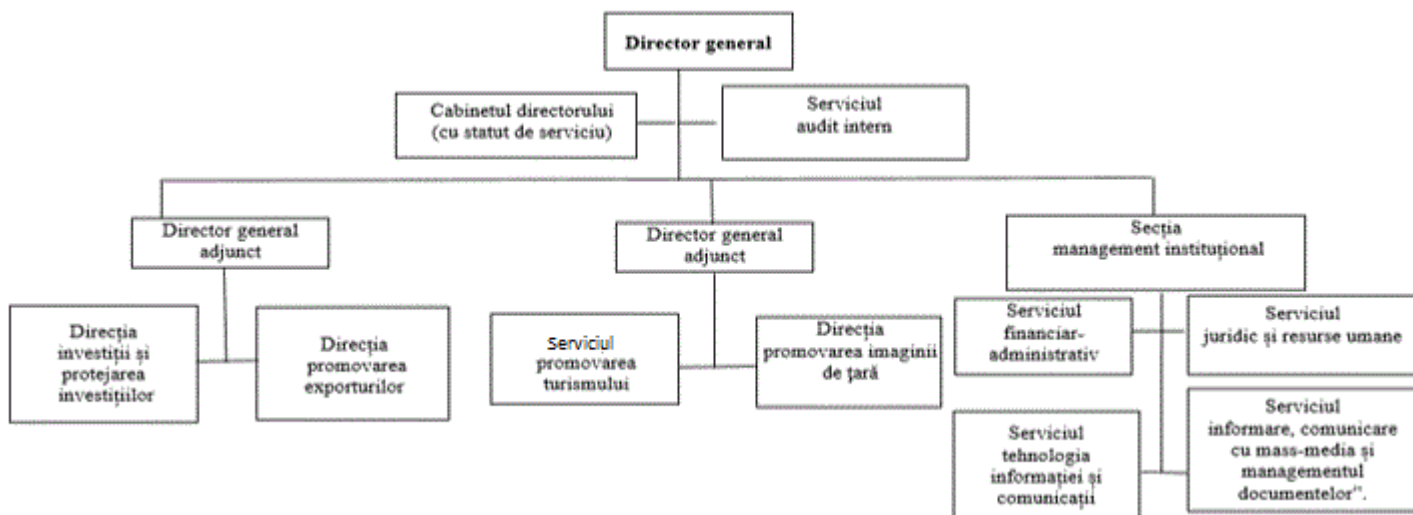 Director general
Cabinetul directorului
(cu statut de serviciu)
Serviciul
audit intern
Director general
adjunct
Director general
adjunct
Secția
management instituțional
Direcția
investiții și
protejarea
investițiilor
Direcția
promovarea
exporturilor
Serviciul
promovarea
turismului
Direcția
promovarea imaginii
de țară
Serviciul
financiar-
administrativ
Serviciul
juridic și resurse umane
Serviciul
tehnologia
informației și
comunicații
Serviciul
informare, comunicare
cu mass-media și
managementul
documentelor”.